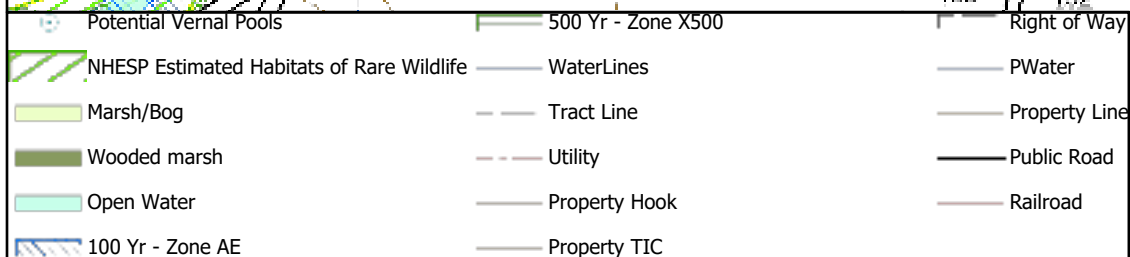 Potential Vernal Pools
NHESP Estimated Habitats of Rare Wildlife
Marsh/Bog
Wooded marsh
Open Water
100 Yr - Zone AE
500 Yr - Zone X500
WaterLines
Tract Line
Utility
Property Hook
Property TIC
Right of Way
PWater
Property Line
Public Road
Railroad